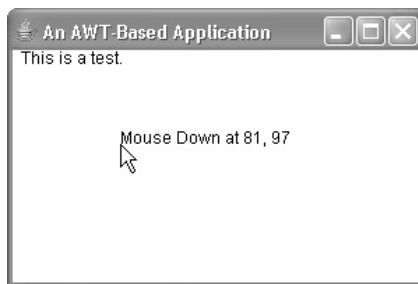 An AWT-Based Application
This is a test.
Mouse Down at 81, 97